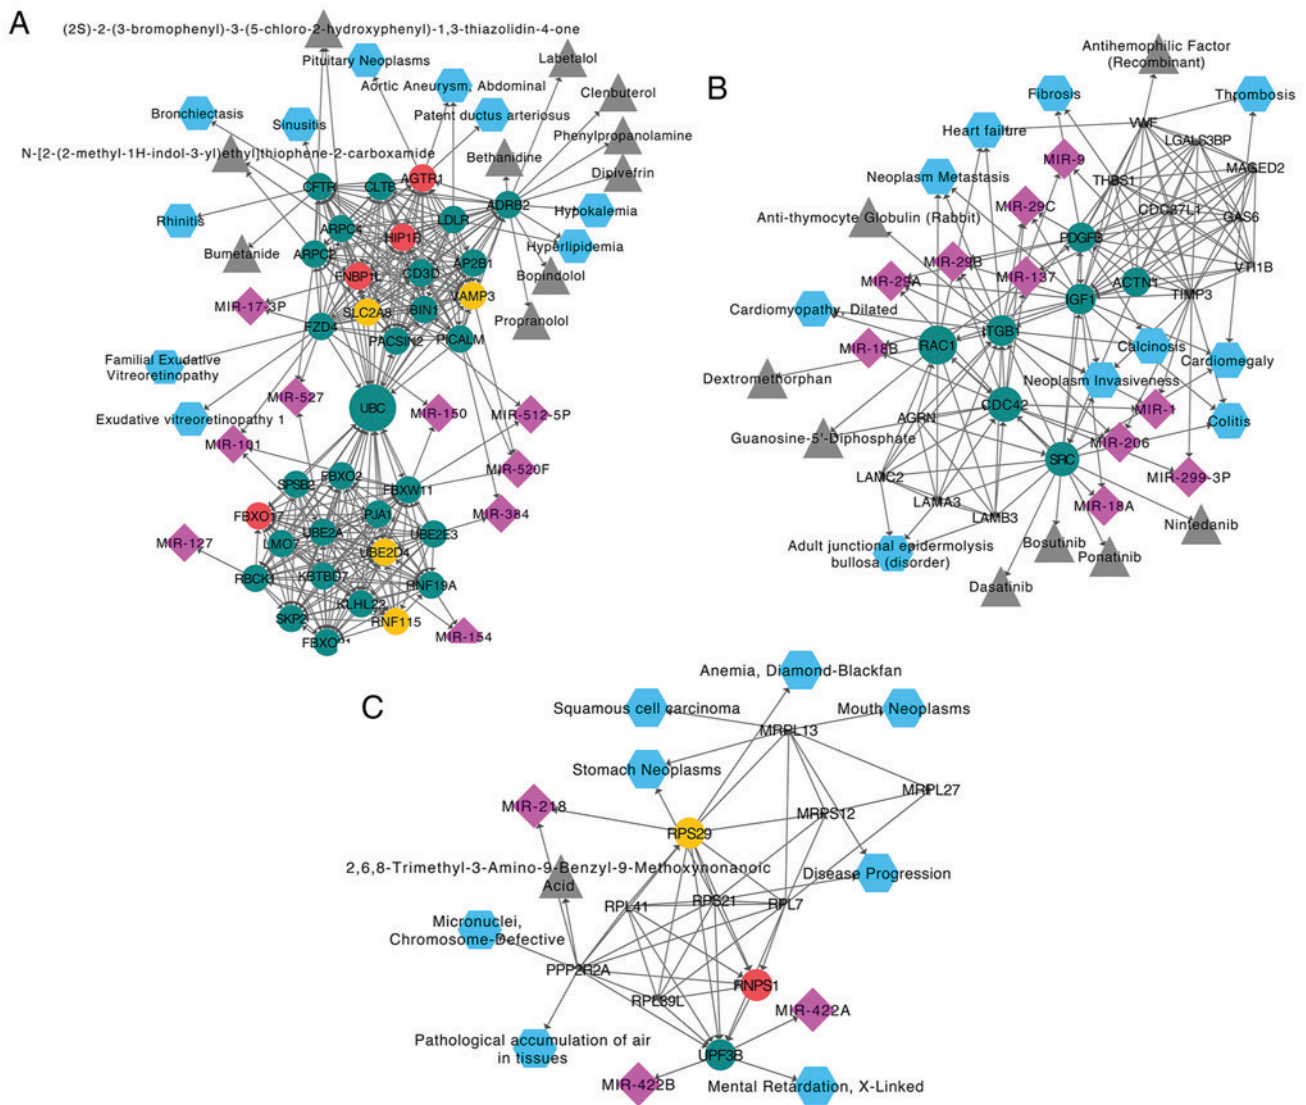 A
(2S)-2-(3-bromophenyl)-3-(5-chloro-2-hydroxyphenyl)-1,3-thiazolidin-4-one
Pituitary Neoplasms
Labetalol
Aortic Aneurysm, Abdominal
Clenbuterol
Bronchiectasis
Patent ductus arteriosus
Sinusitis
Phenylpropanolamine
N-[2-(2-methyl-1H-indol-3-yl)ethyl]thiophene-2-carboxamide
Bethanidine
Dipivefrin
CFTR
CLTB
AGTR1
ADRB2
Rhinitis
LDLR
Hypokalemia
ARPC4
HIP1R
Hyperlipidemia
Bumetanide
ARPC2
FNBP1L
CD3D
AP2B1
Bopindolol
MIR-17-3P
SLC2A8
BIN1
VAMP3
FZD4
PACSIN2
PICALM
Propranolol
Familial Exudative
Vitreoretinopathy
MIR-527
UBC
MIR-150
MIR-512-5P
Exudative vitreoretinopathy 1
MIR-101
MIR-520F
SPSB2
FBXO2
FBXW11
FBXO17
PJA1
MIR-384
MIR-127
LMO7
UBE2A
UBE2E3
UBE2D4
RBCK1
KBTBD7
RNF19A
SKP2
KLHL22
RNF115
FBXO
MIR-154
B
Antihemophilic Factor
(Recombinant)
Fibrosis
Thrombosis
Heart failure
VWF
LGALS3BP
MIR-9
MAGED2
Neoplasm Metastasis
THBS1
MIR-29C
CDC37L1
GAS6
Anti-thymocyte Globulin (Rabbit)
PDGFB
MIR-29B
VTI1B
MIR-29A
MIR-137
ACTN1
TIMP3
Cardiomyopathy, Dilated
IGF1
ITGB1
RAC1
MIR-18B
Calcinosis
Cardiomegaly
Dextromethorphan
Neoplasm Invasiveness
CDC42
MIR-1
AGRN
Colitis
Guanosine-5'-Diphosphate
MIR-206
SRC
LAMC2
MIR-299-3P
LAMA3
MIR-18A
LAMB3
Nintedanib
Adult junctional epidermolysis
bullosa (disorder)
Bosutinib
Ponatinib
Dasatinib
C
Anemia, Diamond-Blackfan
Squamous cell carcinoma
Mouth Neoplasms
MRPL13
Stomach Neoplasms
MRPL27
MIR-218
MRPS12
RPS29
2,6,8-Trimethyl-3-Amino-9-Benzyl-9-Methoxynonanoic
Acid
Disease Progression
RPL41
RPS21
RPL7
Micronuclei,
Chromosome-Defective
PPP2R2A
RNPS1
RPL39L
MIR-422A
Pathological accumulation of air
in tissues
UPF3B
MIR-422B
Mental Retardation, X-Linked